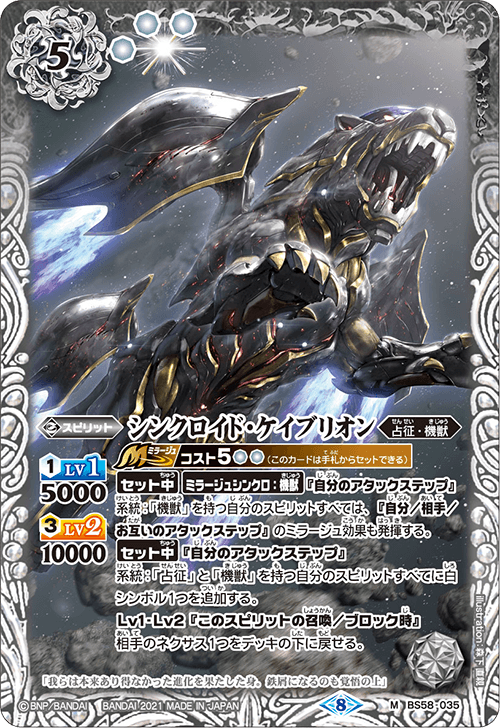 5
スピリット
シンクロイド・ケイブリオン
占征・機獣
せんせい きじゅう
M ミラージュ コスト5 (このカードは手札からセットできる)
1 LV1 5000
3 LV2 10000
セット中 ミラージュシンクロ：機獣 『自分のアタックステップ』
系統：「機獣」を持つ自分のスピリットすべては、『自分/相手/
お互いのアタックステップ』のミラージュ効果も発揮する。
セット中 『自分のアタックステップ』
系統：「占征」と「機獣」を持つ自分のスピリットすべてに白
シンボル1つを追加する。
Lv1・Lv2『このスピリットの召喚/ブロック時』
相手のネクサス1つをデッキの下に戻せる。
「我らは本来あり得なかった進化を果たした身。鉄屑になるのも覚悟の上」
illustration 森下 直親
©BNP/BANDAI BANDAI 2021 MADE IN JAPAN 8 M BS58-035